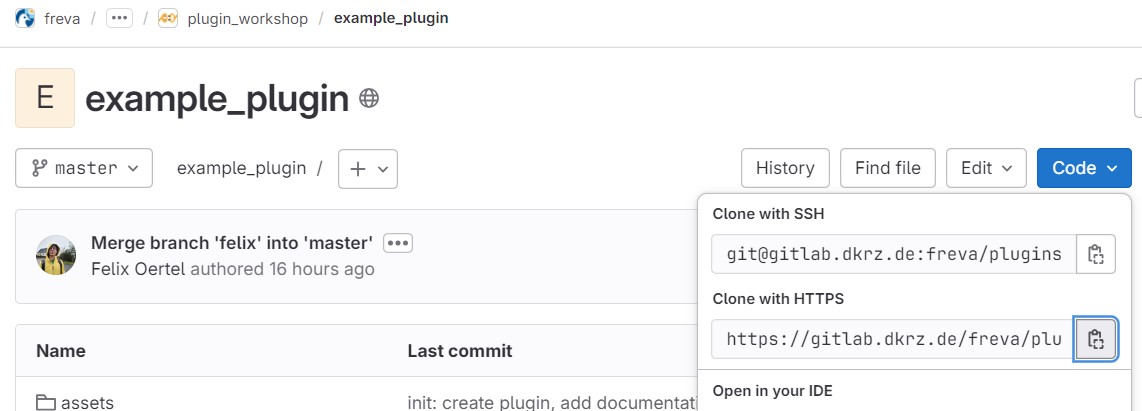 freva / ... / plugin_workshop / example_plugin
E example_plugin
master example_plugin / + History Find file Edit Code
Clone with SSH
Merge branch 'felix' into 'master' ...
git@gitlab.dkrz.de:freva/plugins
Felix Oertel authored 16 hours ago
Clone with HTTPS
https://gitlab.dkrz.de/freva/plu
Name Last commit
Open in your IDE
assets init: create plugin, add documentati